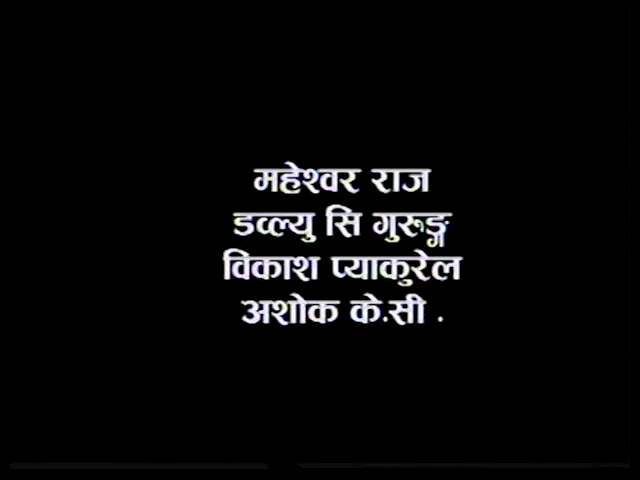 महेश्वर राज
डव्ल्यु सि गुरुङ्ग
विकाश प्याकुरेल
अशोक के.सी .